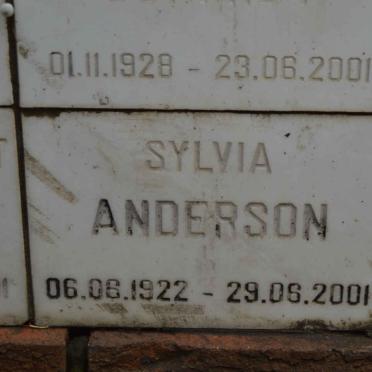 01.11.1928 - 23.06.2001
SYLVIA
ANDERSON
06.06.1922 - 29.06.2001